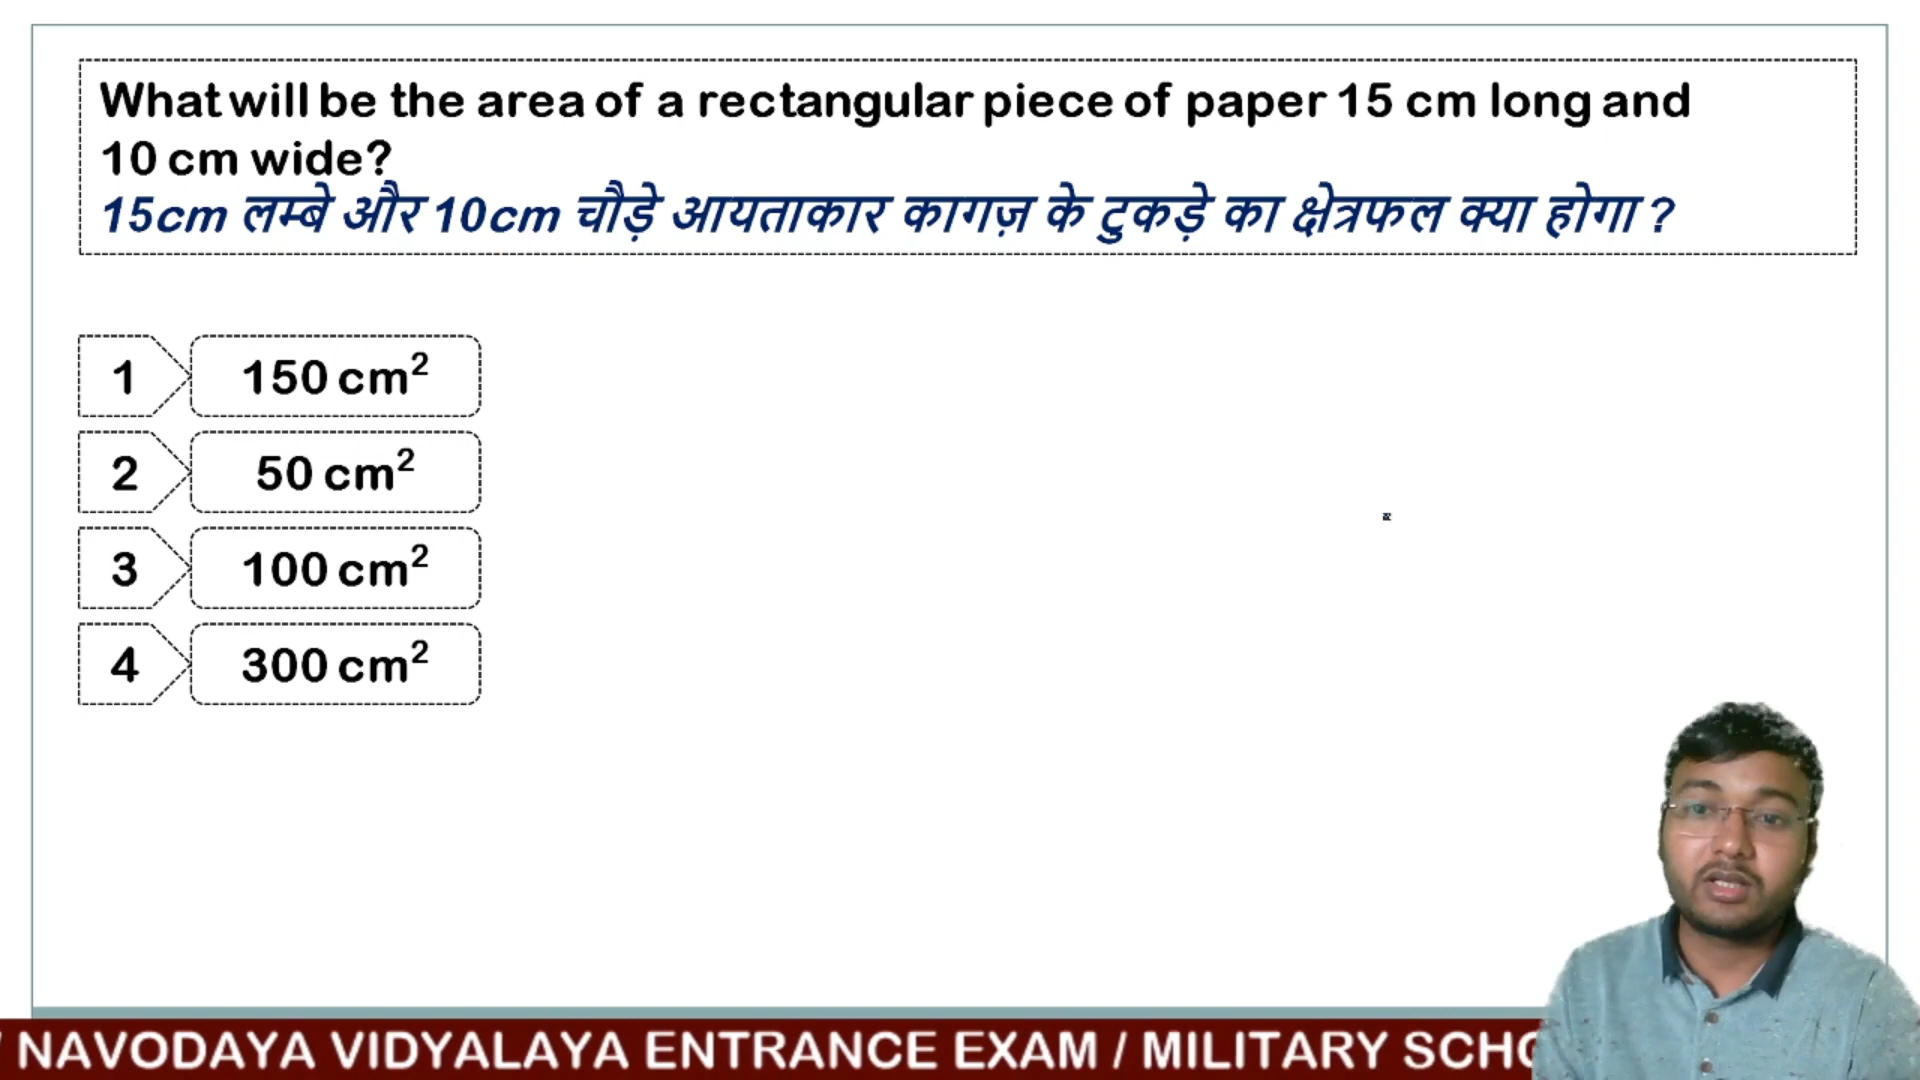 What will be the area of a rectangular piece of paper 15 cm long and
10 cm wide?
15cm लम्बे और 10cm चौड़े आयताकार कागज़ के टुकड़े का क्षेत्रफल क्या होगा ?
1 150 cm²
2 50 cm²
3 100 cm²
4 300 cm²
NAVODAYA VIDYALAYA ENTRANCE EXAM / MILITARY SCHO